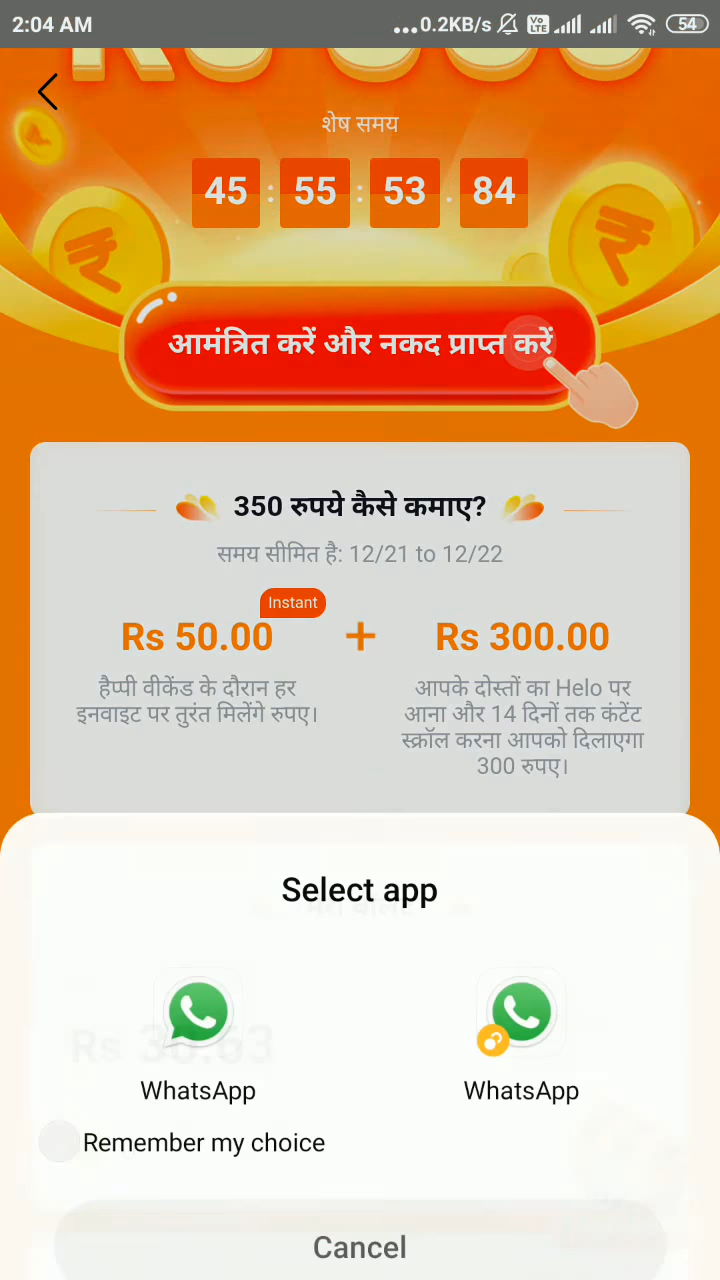 2:04 AM
...0.2KB/s
Vo LTE
54
शेष समय
45 : 55 : 53 . 84
आमंत्रित करें और नकद प्राप्त करें
350 रुपये कैसे कमाए?
समय सीमित है: 12/21 to 12/22
Instant
Rs 50.00 + Rs 300.00
हैप्पी वीकेंड के दौरान हर
इनवाइट पर तुरंत मिलेंगे रुपए।
आपके दोस्तों का Helo पर
आना और 14 दिनों तक कंटेंट
स्क्रॉल करना आपको दिलाएगा
300 रुपए।
Select app
WhatsApp
WhatsApp
Remember my choice
Cancel